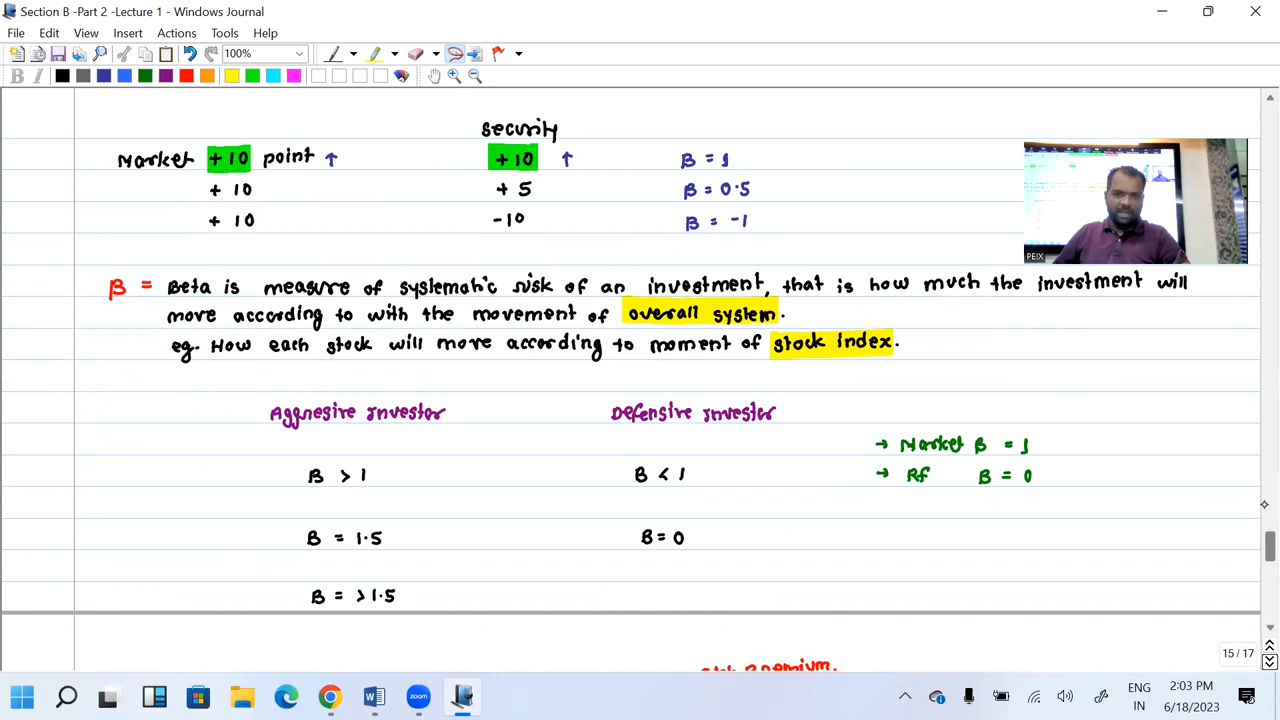 Section B -Part 2 -Lecture 1 - Windows Journal
File Edit View Insert Actions Tools Help
100%
B I
Security
Market +10 point ↑ +10 ↑ B = 1
+ 10 + 5 B = 0.5
+ 10 -10 B = -1
PEIX
β = Beta is measure of systematic risk of an investment, that is how much the investment will
move according to with the movement of overall system.
eg. How each stock will move according to moment of stock index.
Aggresive investor Defensive investor
→ Market B = 1
B > 1 B < 1 → Rf B = 0
B = 1.5 B = 0
B = > 1.5
Premium.
15 / 17
zoom
ENG
IN
2:03 PM
6/18/2023